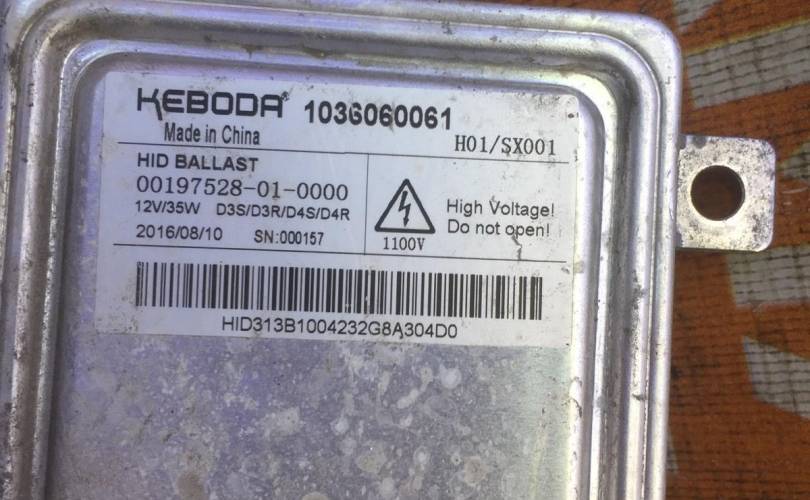 KEBODA® 1036060061
Made in China
H01/SX001
HID BALLAST
00197528-01-0000
12V/35W D3S/D3R/D4S/D4R
2016/08/10 SN:000157
High Voltage!
Do not open!
1100V
HID313B1004232G8A304D0